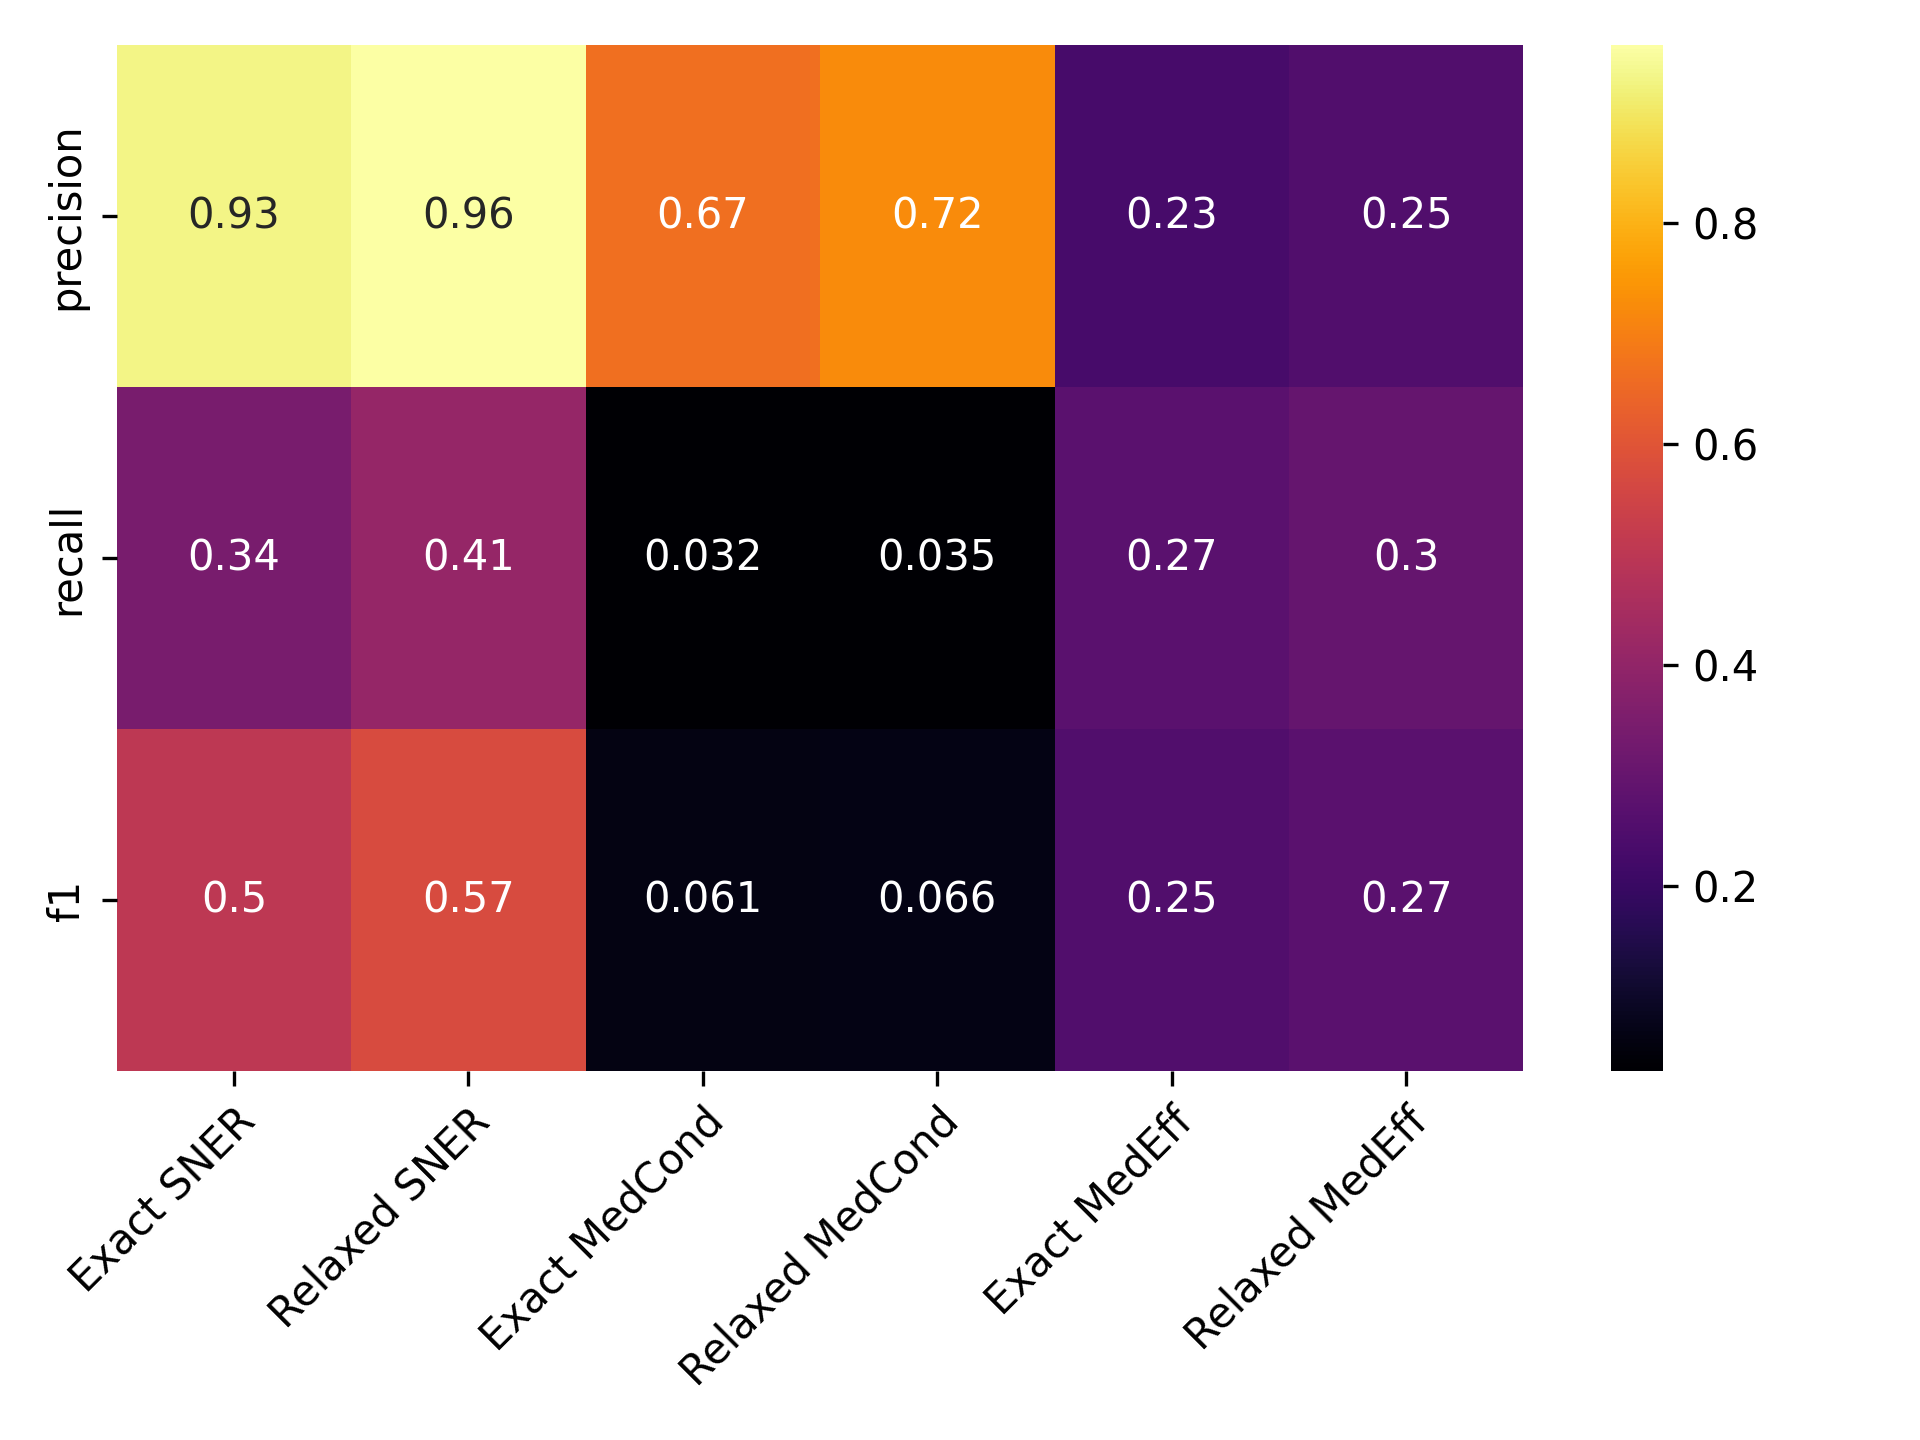 precision
0.93 0.96 0.67 0.72 0.23 0.25
recall
0.34 0.41 0.032 0.035 0.27 0.3
f1
0.5 0.57 0.061 0.066 0.25 0.27
Exact SNER
Relaxed SNER
Exact MedCond
Relaxed MedCond
Exact MedEff
Relaxed MedEff
0.8
0.6
0.4
0.2